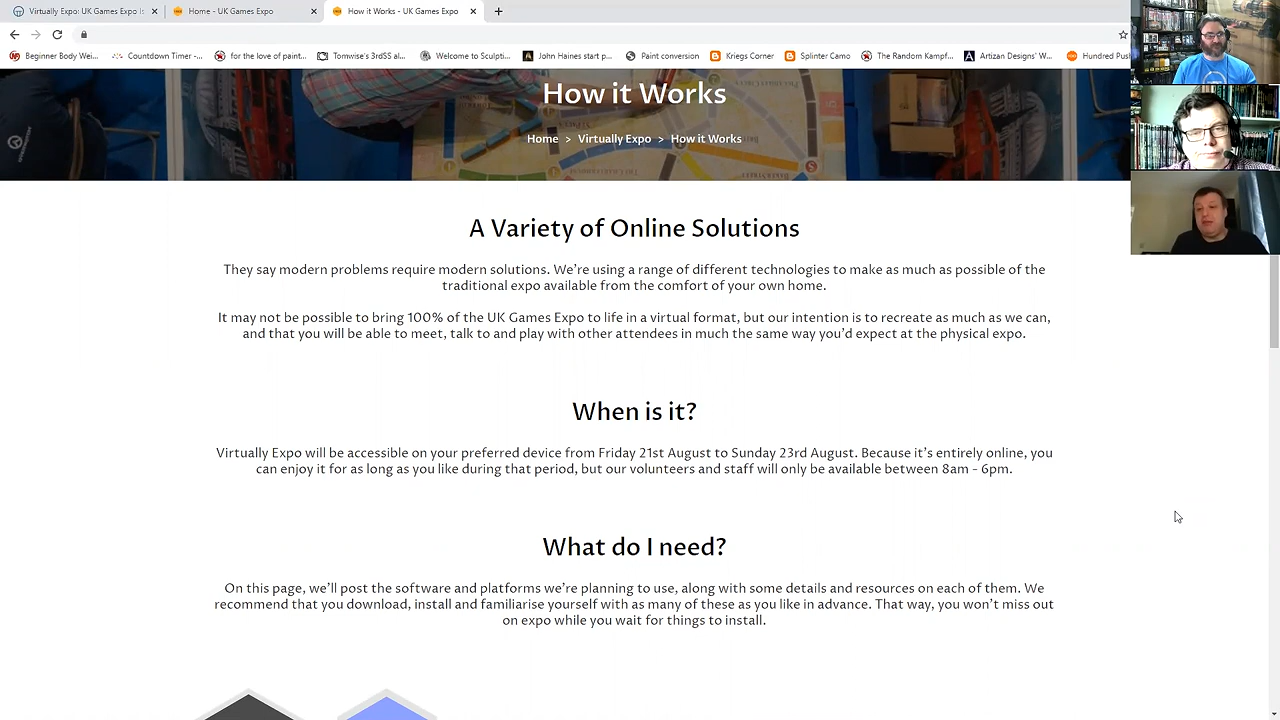 Virtually Expo: UK Games Expo is
Home - UK Games Expo
How it Works - UK Games Expo
Beginner Body Wei...
Countdown Timer -...
for the love of paint...
Tomwise's 3rdSS al...
Welcome to Sculpti...
John Haines start p...
Paint conversion
Kriegs Corner
Splinter Camo
The Random Kampf...
Artizan Designs' W...
Hundred Pus
How it Works
Home > Virtually Expo > How it Works
A Variety of Online Solutions
They say modern problems require modern solutions. We're using a range of different technologies to make as much as possible of the
traditional expo available from the comfort of your own home.
It may not be possible to bring 100% of the UK Games Expo to life in a virtual format, but our intention is to recreate as much as we can,
and that you will be able to meet, talk to and play with other attendees in much the same way you'd expect at the physical expo.
When is it?
Virtually Expo will be accessible on your preferred device from Friday 21st August to Sunday 23rd August. Because it's entirely online, you
can enjoy it for as long as you like during that period, but our volunteers and staff will only be available between 8am - 6pm.
What do I need?
On this page, we'll post the software and platforms we're planning to use, along with some details and resources on each of them. We
recommend that you download, install and familiarise yourself with as many of these as you like in advance. That way, you won't miss out
on expo while you wait for things to install.